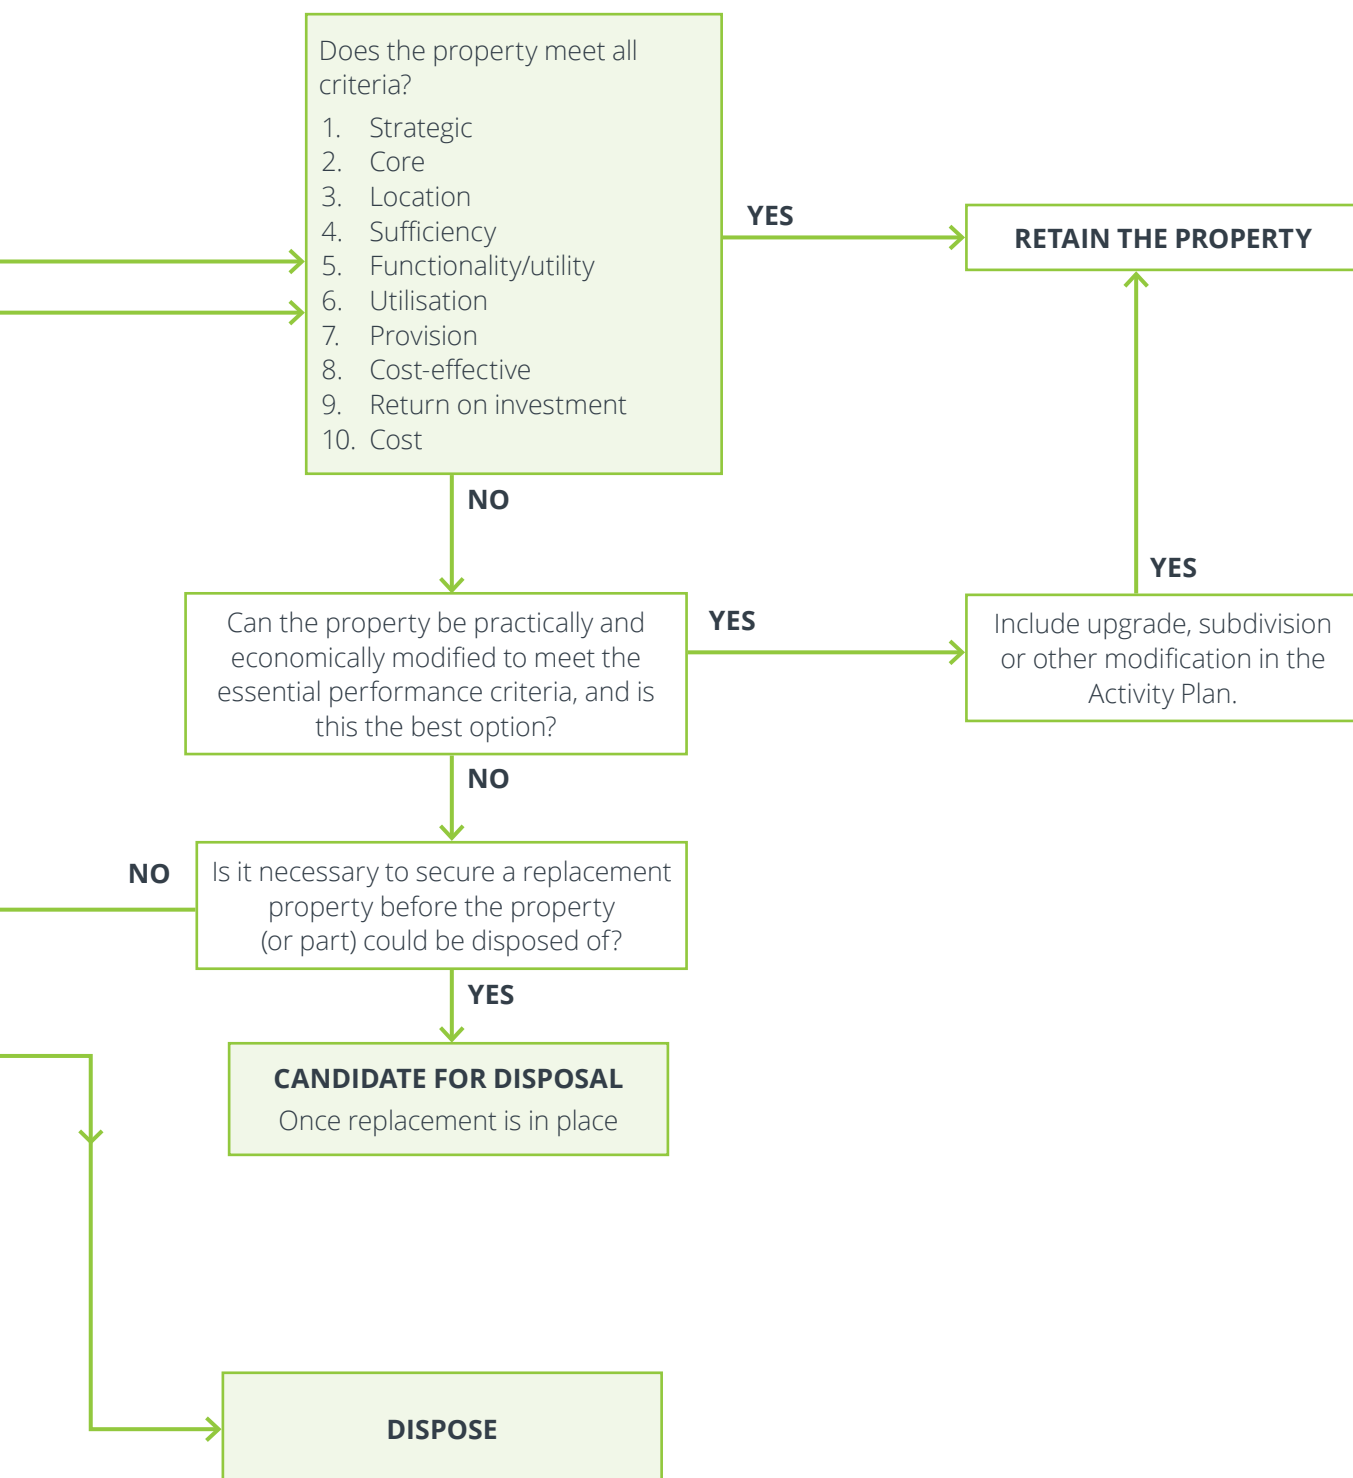 Does the property meet all
criteria?
1. Strategic
2. Core
3. Location
4. Sufficiency
5. Functionality/utility
6. Utilisation
7. Provision
8. Cost-effective
9. Return on investment
10. Cost
YES
RETAIN THE PROPERTY
NO
YES
Can the property be practically and
economically modified to meet the
essential performance criteria, and is
this the best option?
YES
Include upgrade, subdivision
or other modification in the
Activity Plan.
NO
NO
Is it necessary to secure a replacement
property before the property
(or part) could be disposed of?
YES
CANDIDATE FOR DISPOSAL
Once replacement is in place
DISPOSE